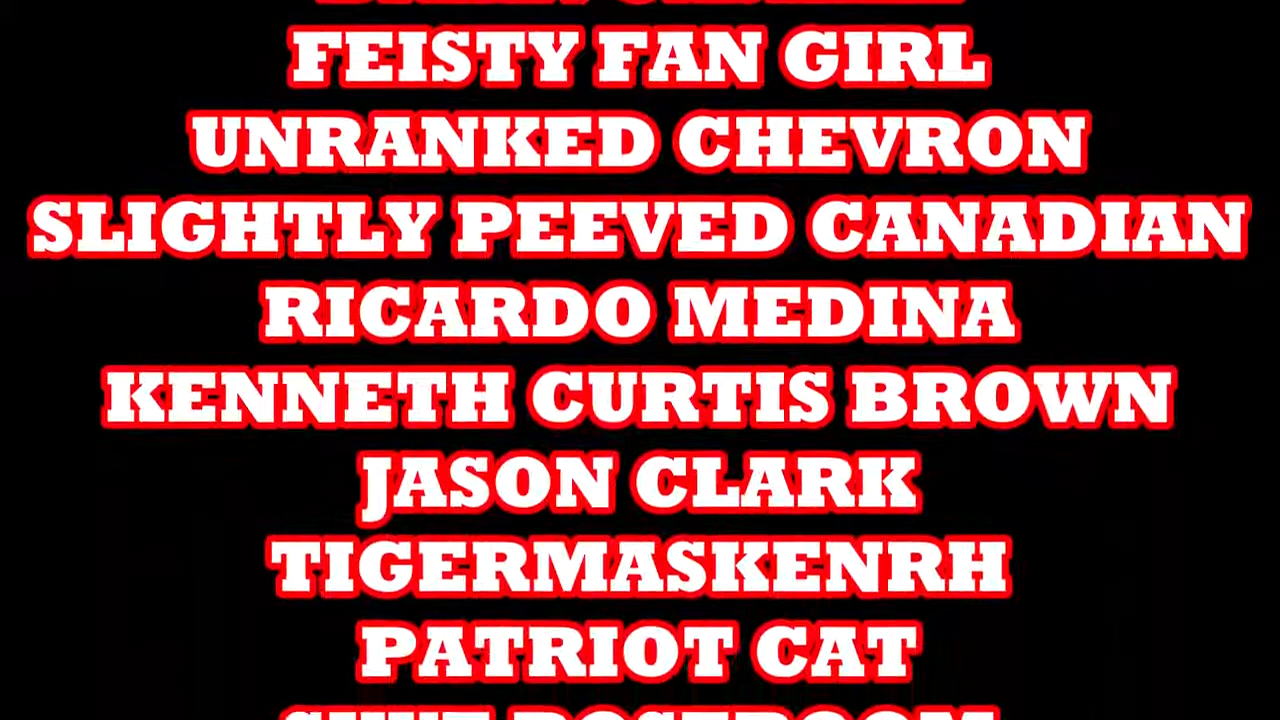 FEISTY FAN GIRL
UNRANKED CHEVRON
SLIGHTLY PEEVED CANADIAN
RICARDO MEDINA
KENNETH CURTIS BROWN
JASON CLARK
TIGERMASKENRH
PATRIOT CAT